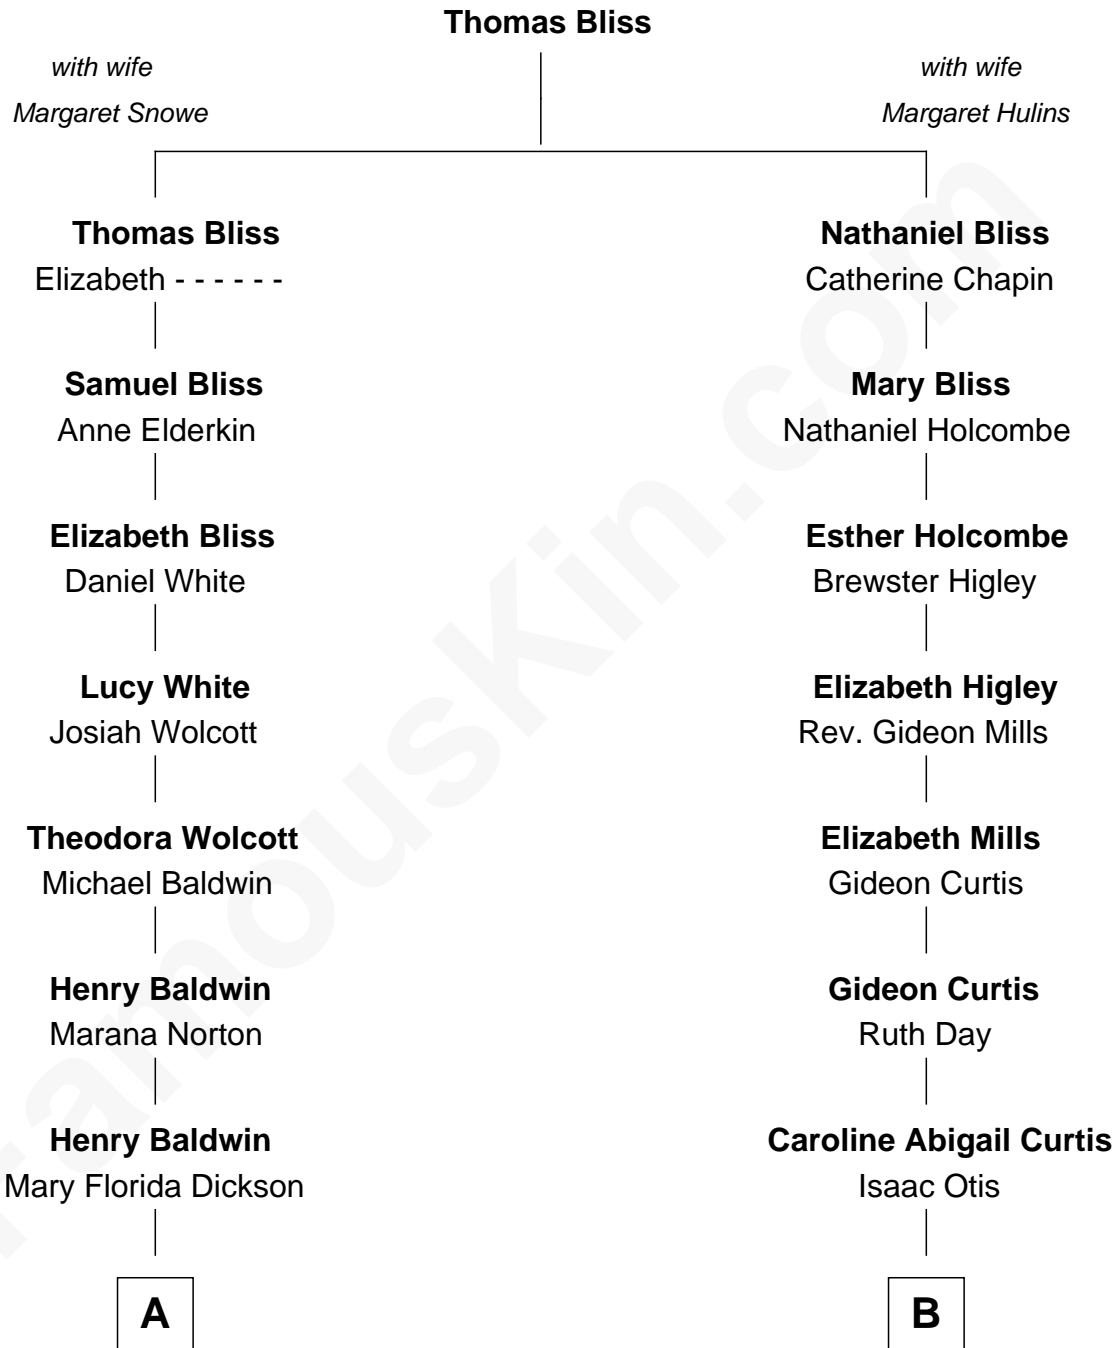 Thomas Bliss
with wife
Margaret Snowe
with wife
Margaret Hulins
Thomas Bliss
Elizabeth - - - - - -
Nathaniel Bliss
Catherine Chapin
Samuel Bliss
Anne Elderkin
Mary Bliss
Nathaniel Holcombe
Elizabeth Bliss
Daniel White
Esther Holcombe
Brewster Higley
Lucy White
Josiah Wolcott
Elizabeth Higley
Rev. Gideon Mills
Theodora Wolcott
Michael Baldwin
Elizabeth Mills
Gideon Curtis
Henry Baldwin
Marana Norton
Gideon Curtis
Ruth Day
Henry Baldwin
Mary Florida Dickson
Caroline Abigail Curtis
Isaac Otis
A
B
famouskin.com